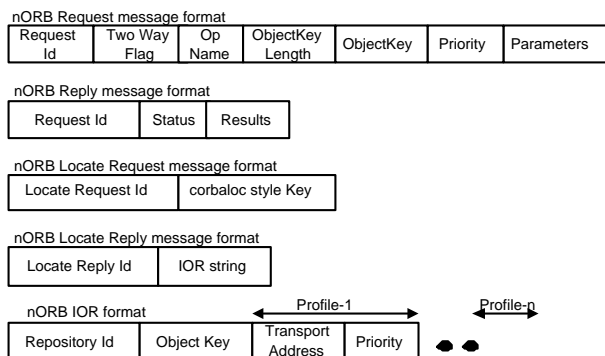 nORB Request message format
Request Id Two Way Flag Op Name ObjectKey Length ObjectKey Priority Parameters
nORB Reply message format
Request Id Status Results
nORB Locate Request message format
Locate Request Id corbaloc style Key
nORB Locate Reply message format
Locate Reply Id IOR string
nORB IOR format Profile-1 Profile-n
Repository Id Object Key Transport Address Priority